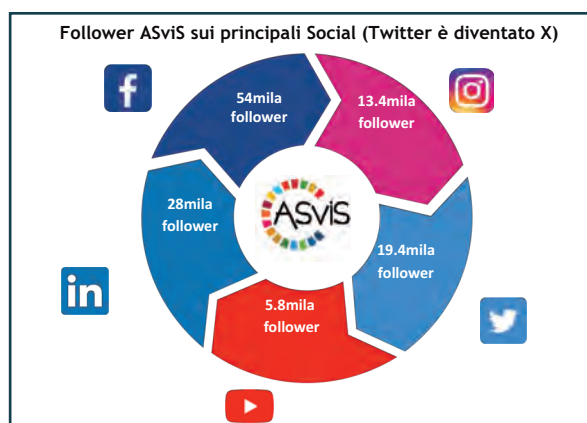 Follower ASviS sui principali Social (Twitter è diventato X)
54mila
follower
13.4mila
follower
28mila
follower
ASviS
19.4mila
follower
5.8mila
follower
f
in